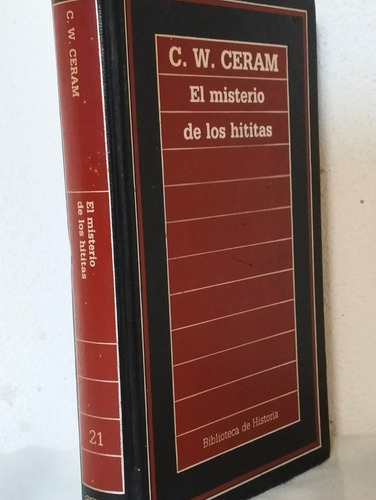 C. W. CERAM
El misterio
de los hititas
Biblioteca de Historia
C. W. CERAM
El misterio
de los hititas
21